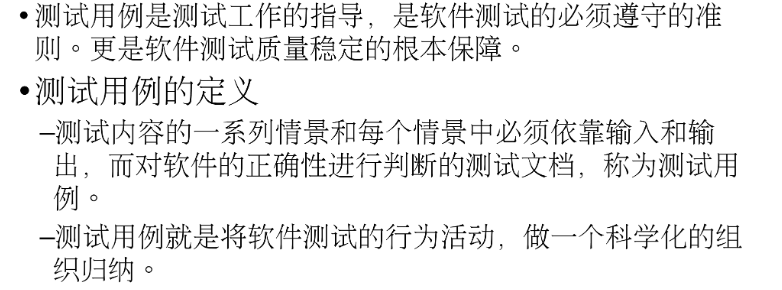 •测试用例是测试工作的指导，是软件测试的必须遵守的准
则。更是软件测试质量稳定的根本保障。
•测试用例的定义
–测试内容的一系列情景和每个情景中必须依靠输入和输
出，而对软件的正确性进行判断的测试文档，称为测试用
例。
–测试用例就是将软件测试的行为活动，做一个科学化的组
织归纳。